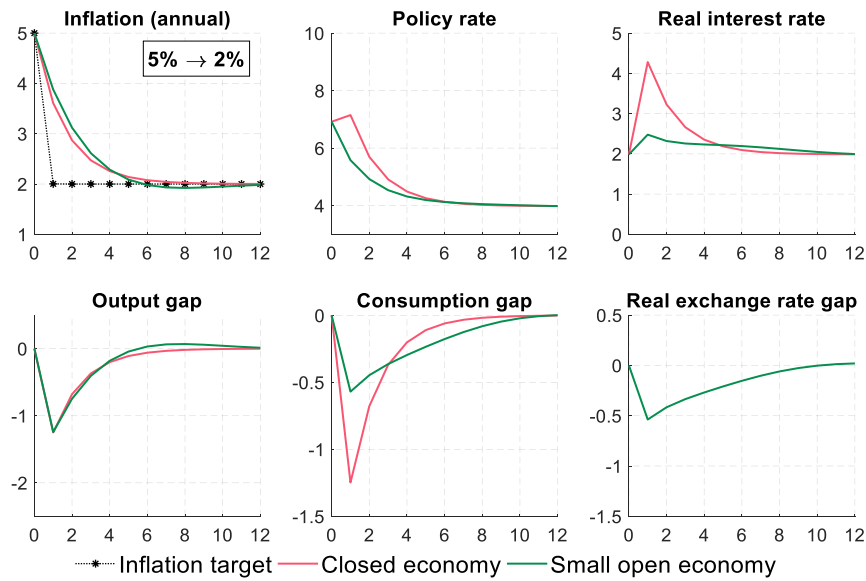 Inflation (annual)
5% → 2%
5
4
3
2
1
0 2 4 6 8 10 12
Policy rate
10
8
6
4
0 2 4 6 8 10 12
Real interest rate
5
4
3
2
1
0
0 2 4 6 8 10 12
Output gap
0
-1
-2
0 2 4 6 8 10 12
Consumption gap
0
-0.5
-1
-1.5
0 2 4 6 8 10 12
Real exchange rate gap
0.5
0
-0.5
-1
-1.5
0 2 4 6 8 10 12
Inflation target Closed economy Small open economy